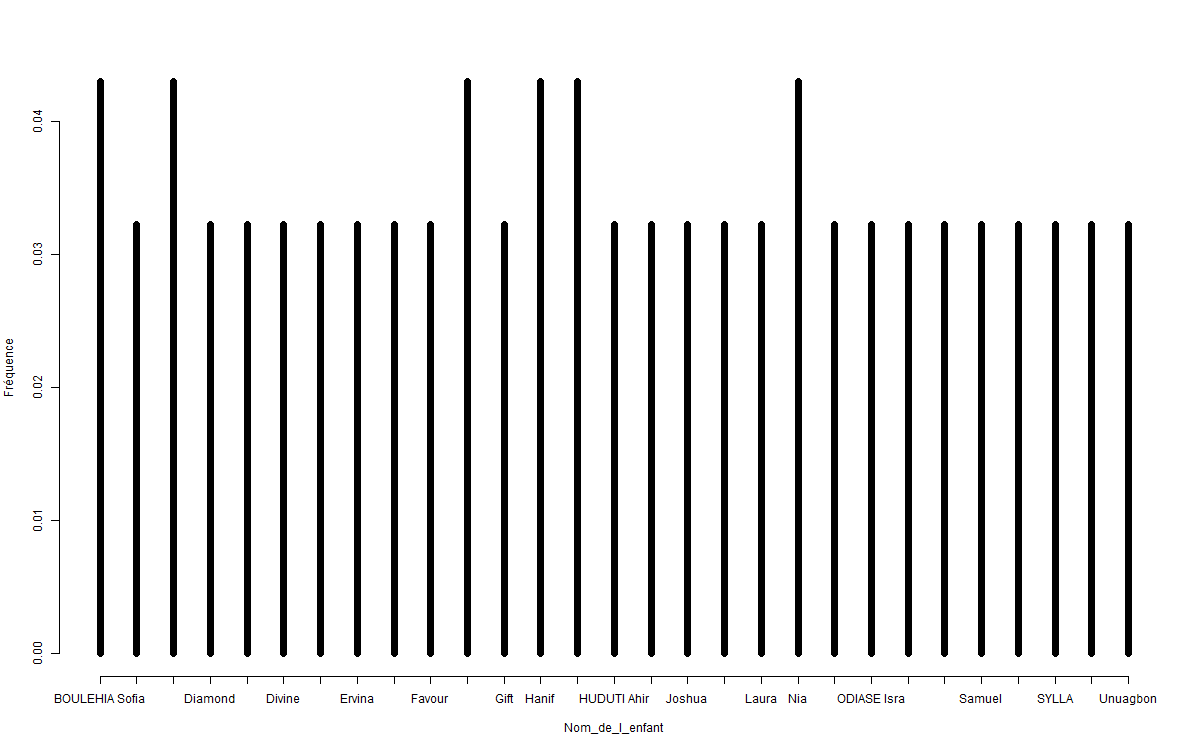 0.04
0.03
0.02
0.01
0.00
Fréquence
BOULEHIA Sofia Diamond Divine Ervina Favour Gift Hanif HUDUTI Ahir Joshua Laura Nia ODIASE Isra Samuel SYLLA Unuagbon
Nom_de_l_enfant